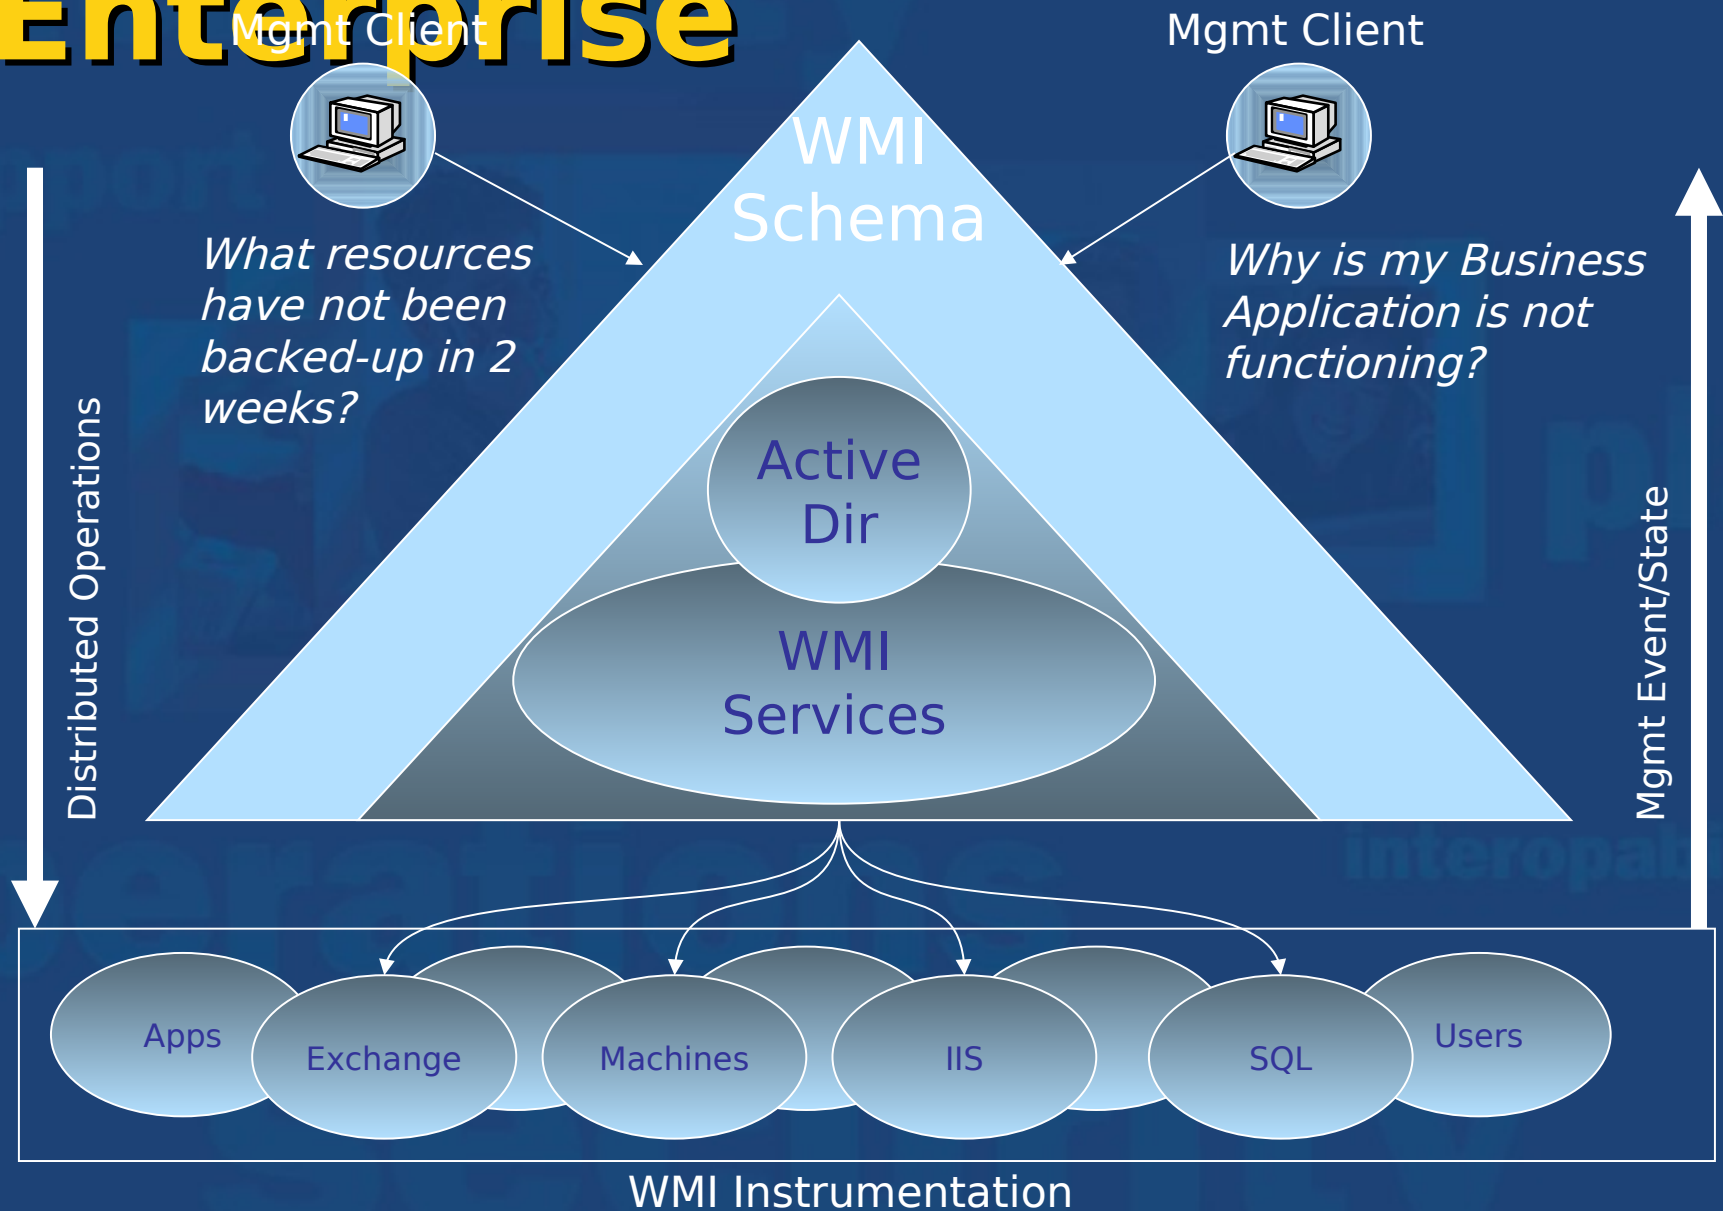 Enterprise
Mgmt Client
Mgmt Client
WMI
Schema
What resources
have not been
backed-up in 2
weeks?
Why is my Business
Application is not
functioning?
Distributed Operations
Mgmt Event/State
Active
Dir
WMI
Services
Apps
Exchange
Machines
IIS
SQL
Users
WMI Instrumentation